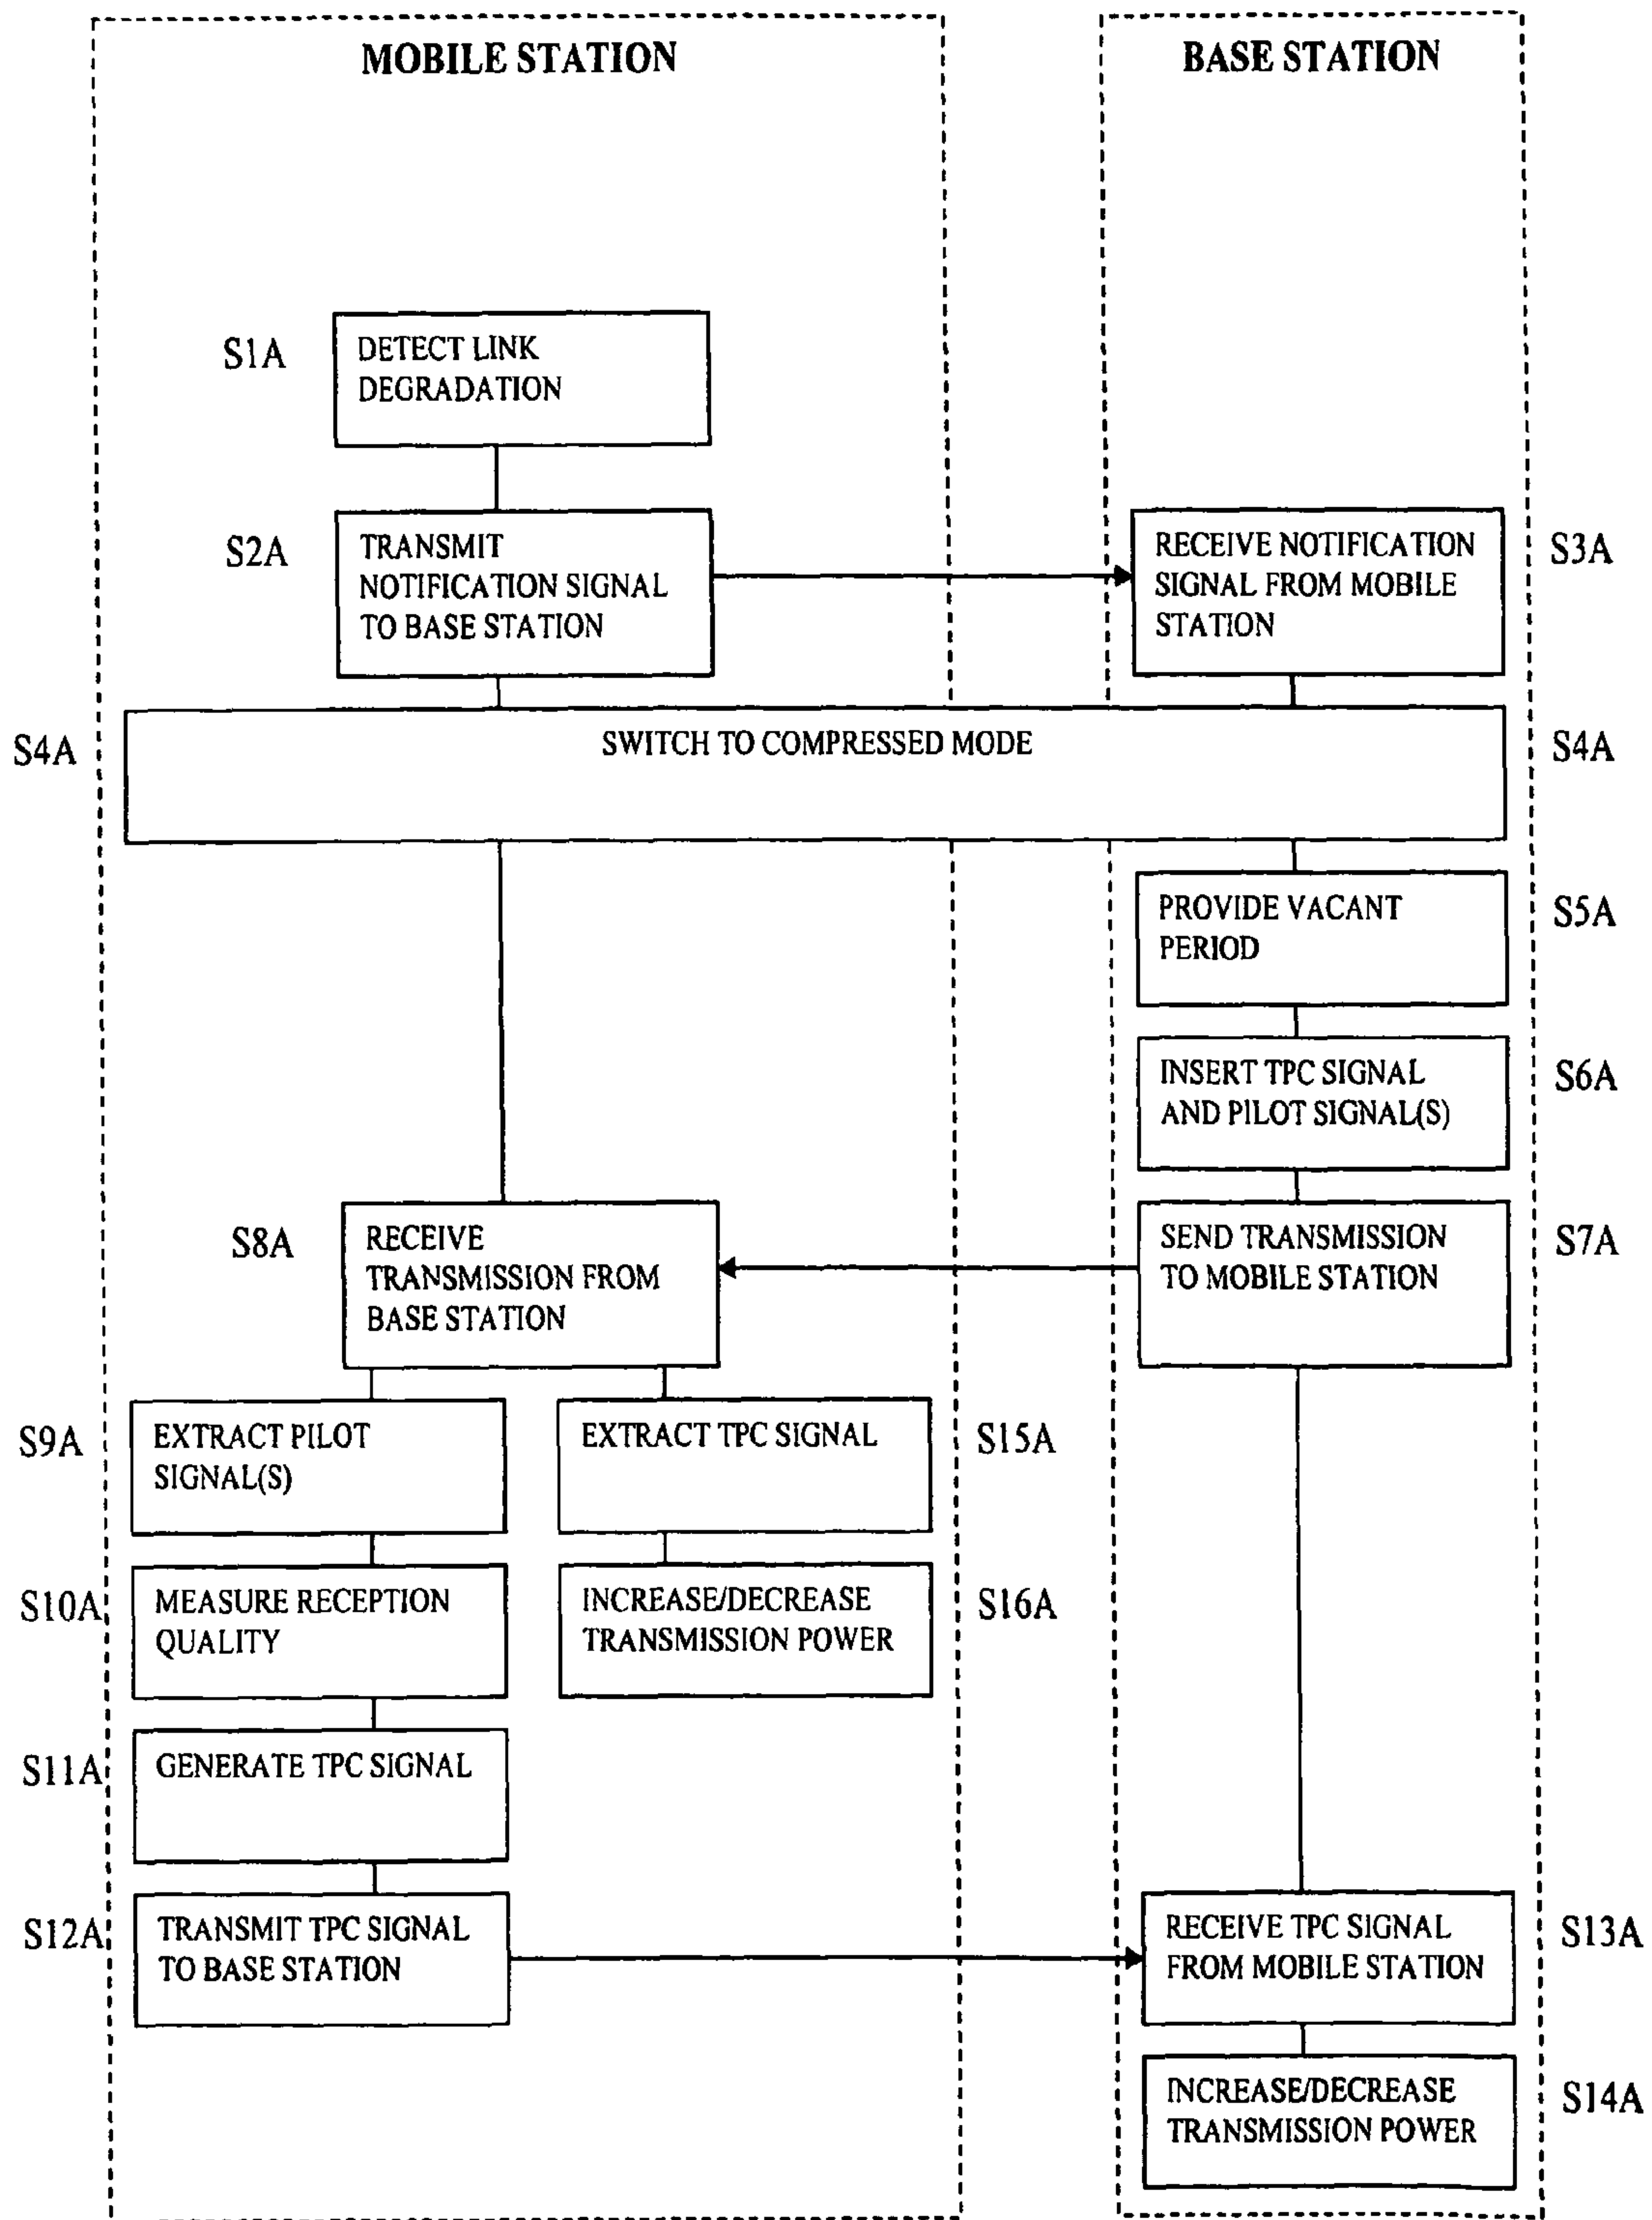 MOBILE STATION
BASE STATION
S1A
DETECT LINK
DEGRADATION
S2A
TRANSMIT
NOTIFICATION SIGNAL
TO BASE STATION
RECEIVE NOTIFICATION
SIGNAL FROM MOBILE
STATION
S3A
S4A
SWITCH TO COMPRESSED MODE
S4A
PROVIDE VACANT
PERIOD
S5A
INSERT TPC SIGNAL
AND PILOT SIGNAL(S)
S6A
S8A
RECEIVE
TRANSMISSION FROM
BASE STATION
SEND TRANSMISSION
TO MOBILE STATION
S7A
S9A
EXTRACT PILOT
SIGNAL(S)
EXTRACT TPC SIGNAL
S15A
S10A
MEASURE RECEPTION
QUALITY
INCREASE/DECREASE
TRANSMISSION POWER
S16A
S11A
GENERATE TPC SIGNAL
S12A
TRANSMIT TPC SIGNAL
TO BASE STATION
RECEIVE TPC SIGNAL
FROM MOBILE STATION
S13A
INCREASE/DECREASE
TRANSMISSION POWER
S14A